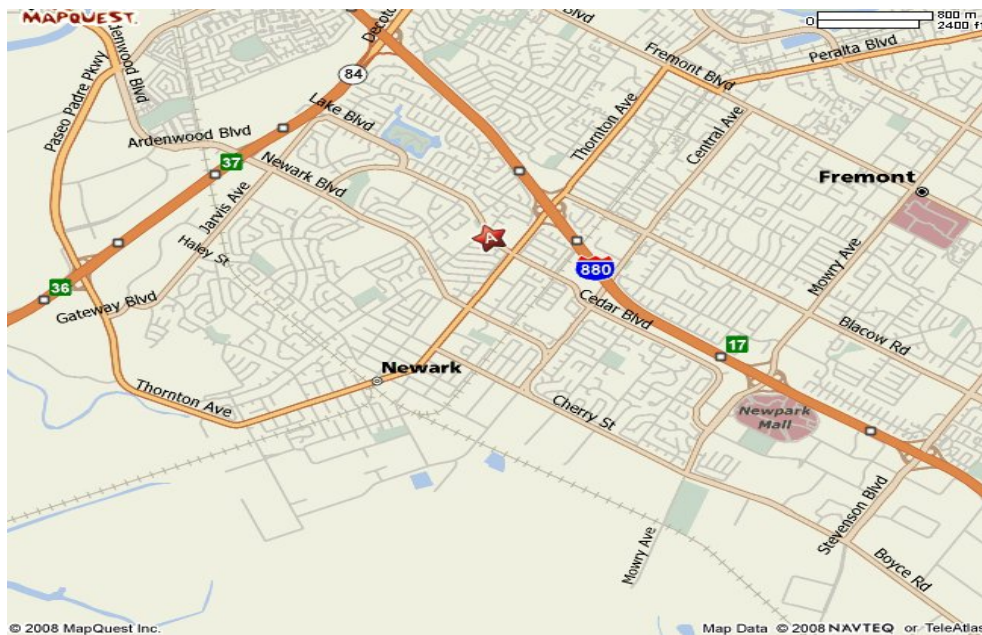 MAPQUEST.
0
800 m
2400 ft
Paseo Padre Pkwy
enwood Blvd
Decoto
84
Fremont Blvd
Peralta Blvd
Lake Blvd
Thornton Ave
Central Ave
Ardenwood Blvd
37
Newark Blvd
Fremont
Jarvis Ave
Haley St
A
880
Mowry Ave
36
Gateway Blvd
Cedar Blvd
Blacow Rd
17
Newark
Thornton Ave
Cherry St
Newpark
Mall
Stevenson Blvd
Mowry Ave
Boyce Rd
© 2008 MapQuest Inc.
Map Data © 2008 NAVTEQ or TeleAtlas